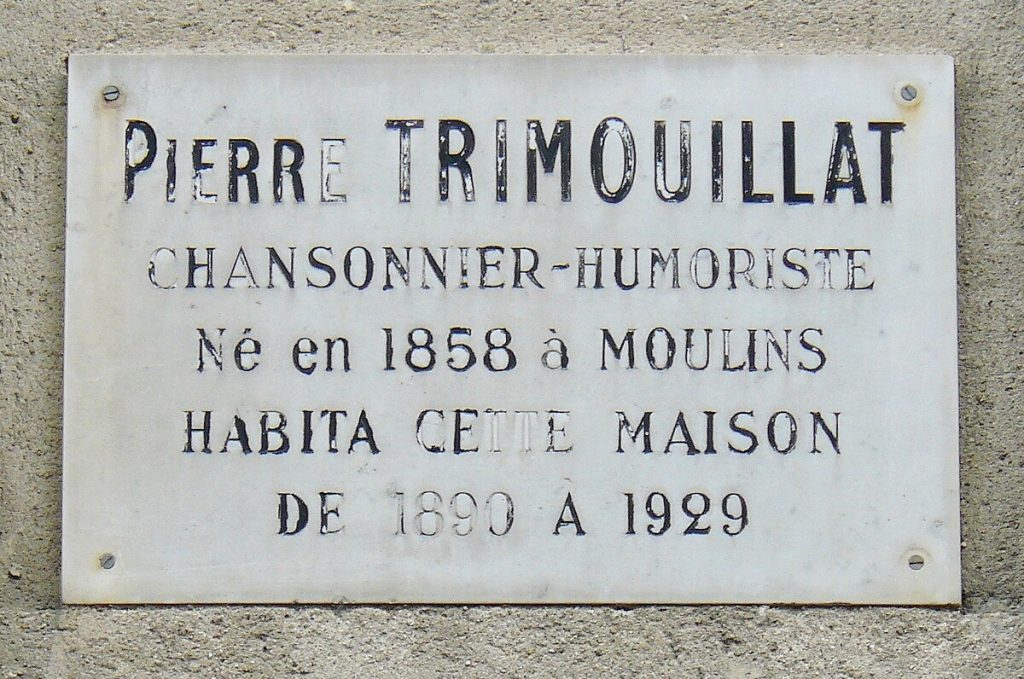 PIERRE TRIMOUILLAT
CHANSONNIER-HUMORISTE
Né en 1858 à MOULINS
HABITA CETTE MAISON
DE 1890 A 1929